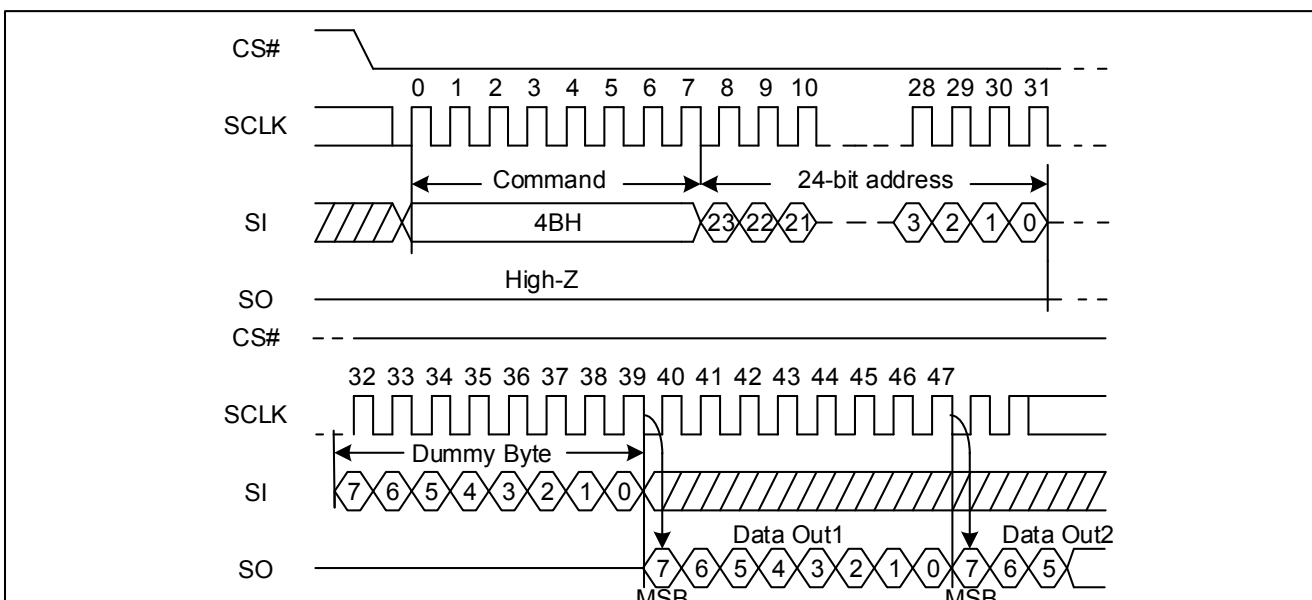 CS#
0 1 2 3 4 5 6 7 8 9 10 28 29 30 31
SCLK
Command 24-bit address
SI 4BH 23 22 21 3 2 1 0
High-Z
SO
CS#
32 33 34 35 36 37 38 39 40 41 42 43 44 45 46 47
SCLK
Dummy Byte
SI 7 6 5 4 3 2 1 0
Data Out1 Data Out2
SO 7 6 5 4 3 2 1 0 7 6 5
MSB MSB